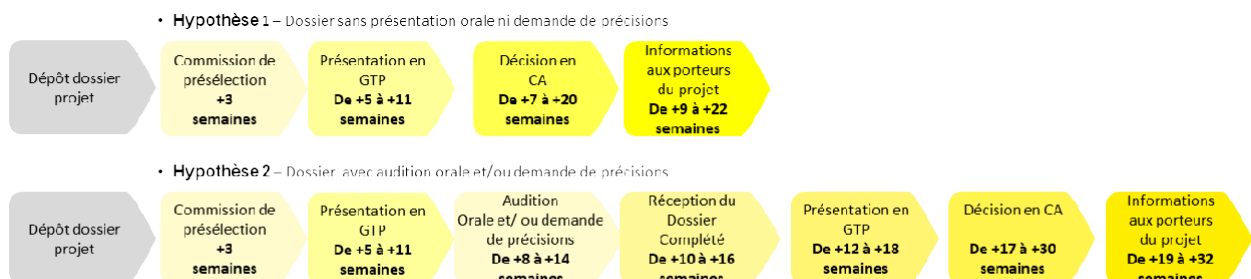 • Hypothèse 1 – Dossier sans présentation orale ni demande de précisions
Dépôt dossier
projet
Commission de
présélection
+3
semaines
Présentation en
GTP
De +5 à +11
semaines
Décision en
CA
De +7 à +20
semaines
Informations
aux porteurs
du projet
De +9 à +22
semaines
• Hypothèse 2 – Dossier avec audition orale et/ou demande de précisions
Dépôt dossier
projet
Commission de
présélection
+3
semaines
Présentation en
GTP
De +5 à +11
semaines
Audition
Orale et/ ou demande
de précisions
De +8 à +14
semaines
Réception du
Dossier
Complété
De +10 à +16
semaines
Présentation en
GTP
De +12 à +18
semaines
Décision en CA
De +17 à +30
semaines
Informations
aux porteurs
du projet
De +19 à +32
semaines